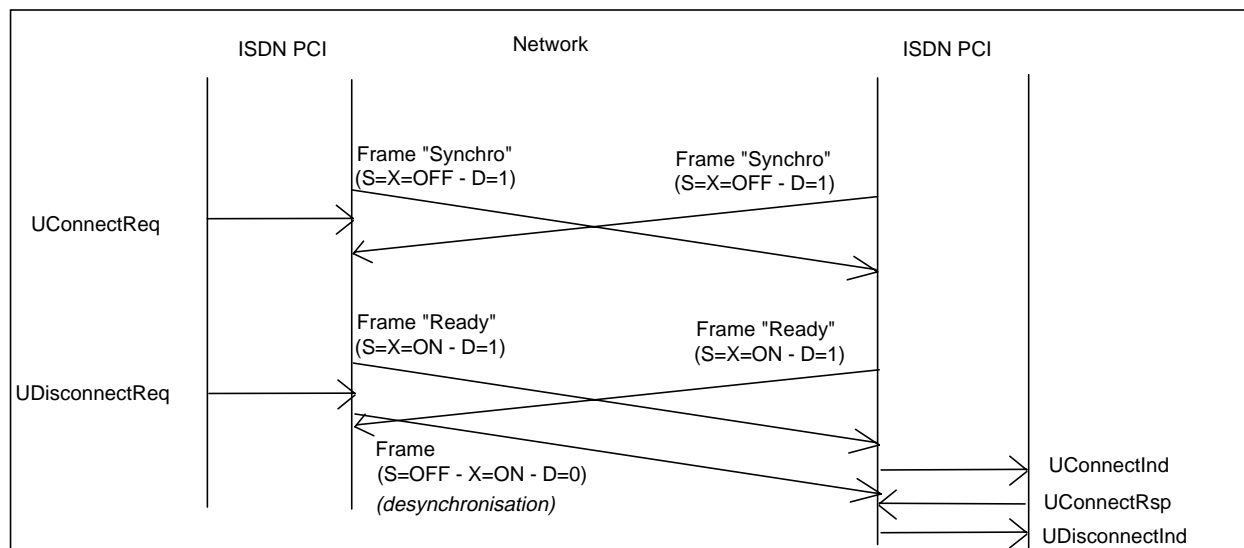 ISDN PCI
Network
ISDN PCI
Frame "Synchro"
(S=X=OFF - D=1)
Frame "Synchro"
(S=X=OFF - D=1)
UConnectReq
Frame "Ready"
(S=X=ON - D=1)
Frame "Ready"
(S=X=ON - D=1)
UDisconnectReq
Frame
(S=OFF - X=ON - D=0)
(desynchronisation)
UConnectInd
UConnectRsp
UDisconnectInd